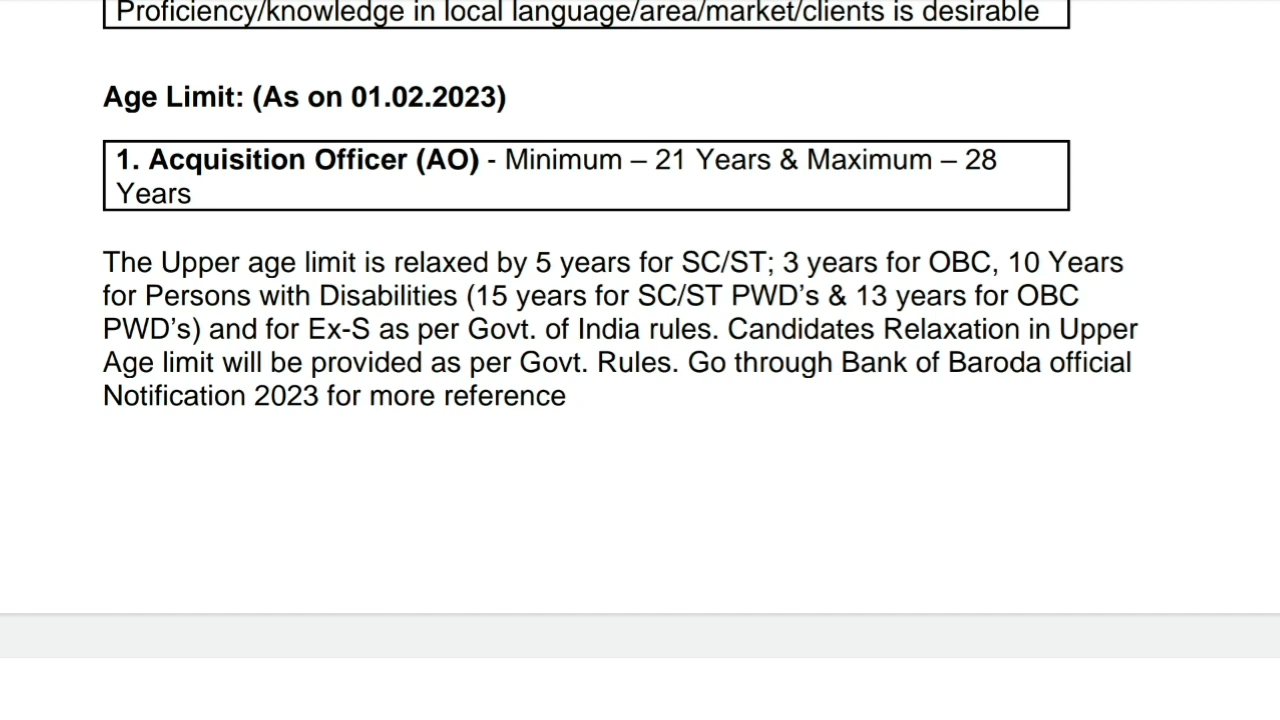 Proficiency/knowledge in local language/area/market/clients is desirable
Age Limit: (As on 01.02.2023)
1. Acquisition Officer (AO) - Minimum – 21 Years & Maximum – 28
Years
The Upper age limit is relaxed by 5 years for SC/ST; 3 years for OBC, 10 Years
for Persons with Disabilities (15 years for SC/ST PWD’s & 13 years for OBC
PWD’s) and for Ex-S as per Govt. of India rules. Candidates Relaxation in Upper
Age limit will be provided as per Govt. Rules. Go through Bank of Baroda official
Notification 2023 for more reference